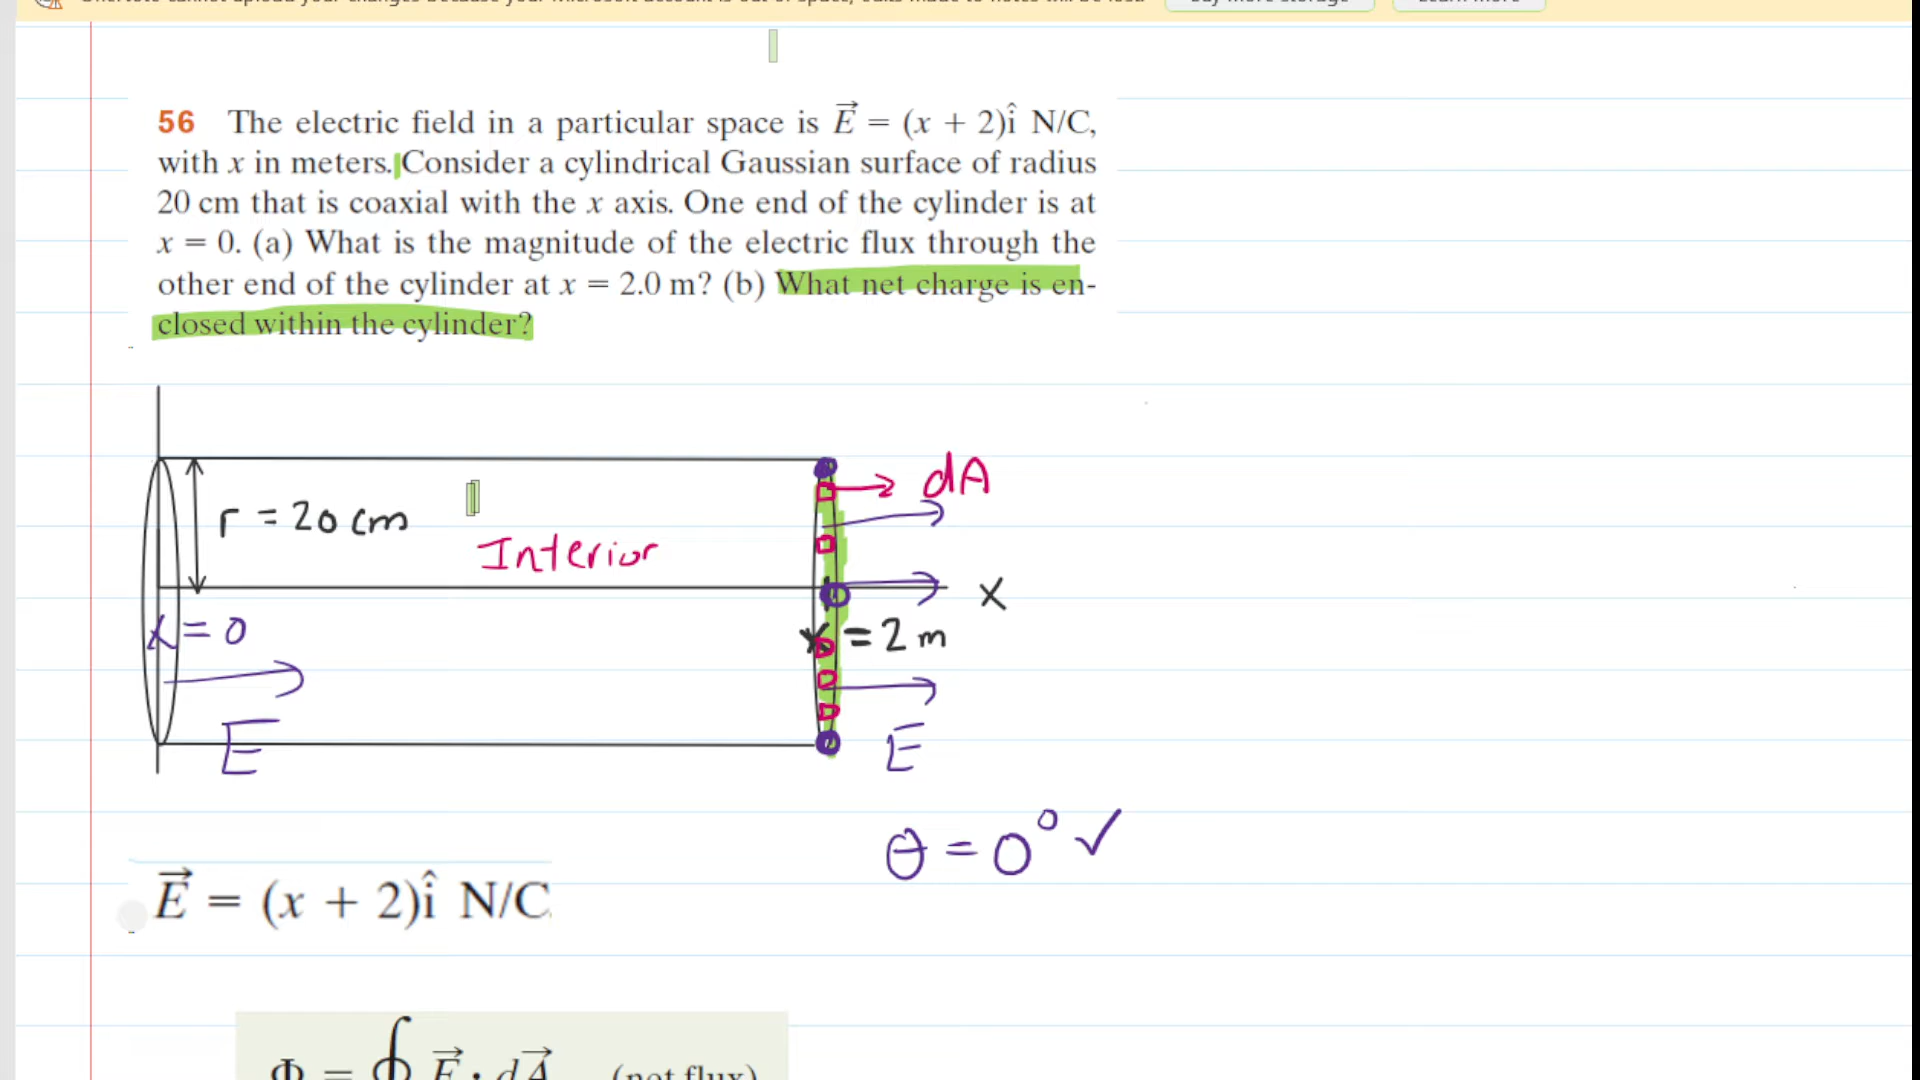 56 The electric field in a particular space is E⃗ = (x + 2)î N/C,
with x in meters. Consider a cylindrical Gaussian surface of radius
20 cm that is coaxial with the x axis. One end of the cylinder is at
x = 0. (a) What is the magnitude of the electric flux through the
other end of the cylinder at x = 2.0 m? (b) What net charge is en-
closed within the cylinder?
dA
r = 20 cm
Interior
x
x = 0
x = 2 m
E
E
θ = 0°✓
E⃗ = (x + 2)î N/C
Φ = ∮ E⃗ · dA⃗ (net flux)